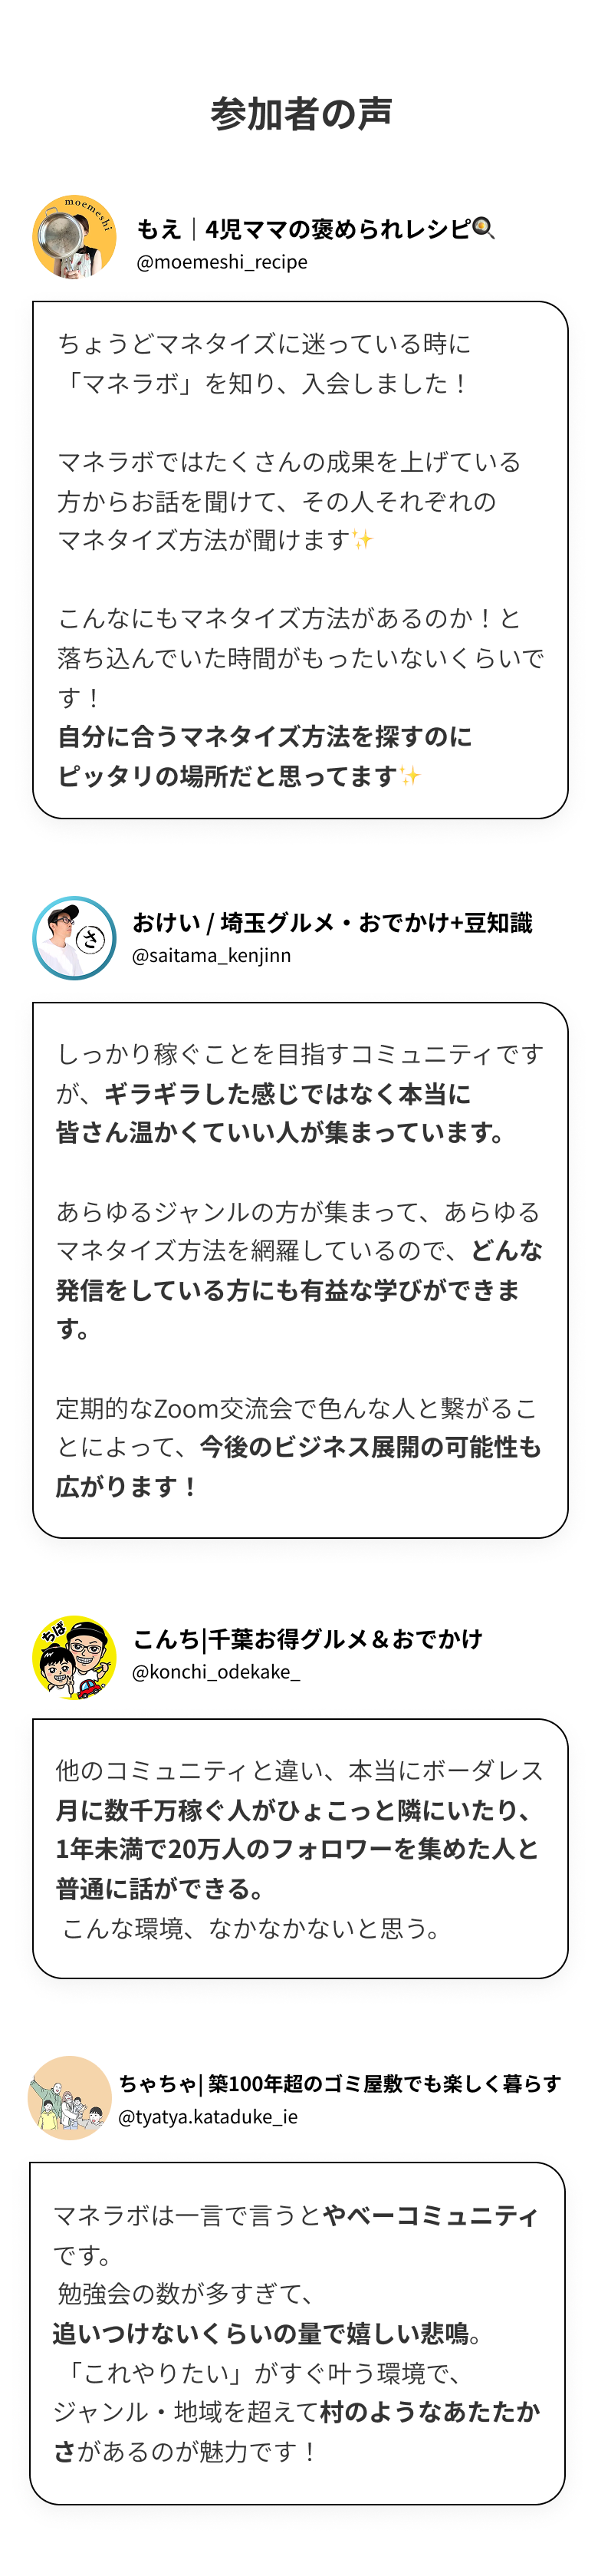 参加者の声
moemeshi
もえ｜4児ママの褒められレシピ🍳
@moemeshi_recipe
ちょうどマネタイズに迷っている時に
「マネラボ」を知り、入会しました！
マネラボではたくさんの成果を上げている
方からお話を聞けて、その人それぞれの
マネタイズ方法が聞けます✨
こんなにもマネタイズ方法があるのか！と
落ち込んでいた時間がもったいないくらいで
す！
自分に合うマネタイズ方法を探すのに
ピッタリの場所だと思ってます✨
さ
おけい / 埼玉グルメ・おでかけ+豆知識
@saitama_kenjinn
しっかり稼ぐことを目指すコミュニティです
が、ギラギラした感じではなく本当に
皆さん温かくていい人が集まっています。
あらゆるジャンルの方が集まって、あらゆる
マネタイズ方法を網羅しているので、どんな
発信をしている方にも有益な学びができま
す。
定期的なZoom交流会で色んな人と繋がるこ
とによって、今後のビジネス展開の可能性も
広がります！
ちば
こんち|千葉お得グルメ＆おでかけ
@konchi_odekake_
他のコミュニティと違い、本当にボーダレス
月に数千万稼ぐ人がひょこっと隣にいたり、
1年未満で20万人のフォロワーを集めた人と
普通に話ができる。
こんな環境、なかなかないと思う。
ちゃちゃ| 築100年超のゴミ屋敷でも楽しく暮らす
@tyatya.kataduke_ie
マネラボは一言で言うとやべーコミュニティ
です。
勉強会の数が多すぎて、
追いつけないくらいの量で嬉しい悲鳴。
「これやりたい」がすぐ叶う環境で、
ジャンル・地域を超えて村のようなあたたか
さがあるのが魅力です！